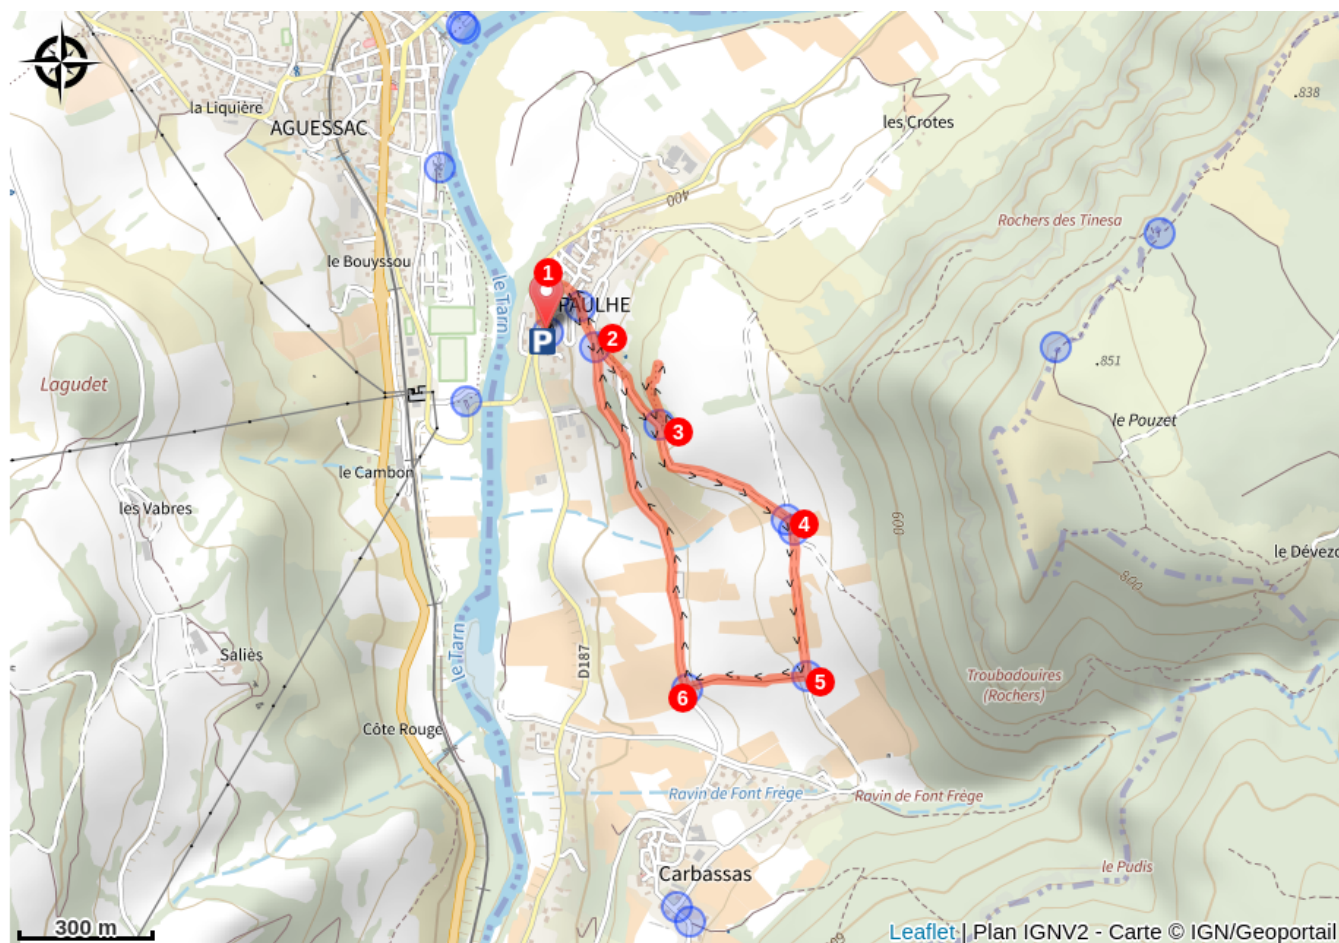 .838
la Liquière
AGUESSAC
les Crotes
400
Rochers des Tinesa
le Bouyssou
1
le Tarn
PAULHE
P
2
.851
Lagudet
le Pouzet
3
le Cambon
les Vabres
4
600
le Dévezo
800
D187
le Tarn
Saliès
5
6
Troubadouires
(Rochers)
Côte Rouge
Ravin de Font Frége
Ravin de Font Frége
le Pudis
Carbassas
300 m
Leaflet | Plan IGNV2 - Carte © IGN/Geoportail